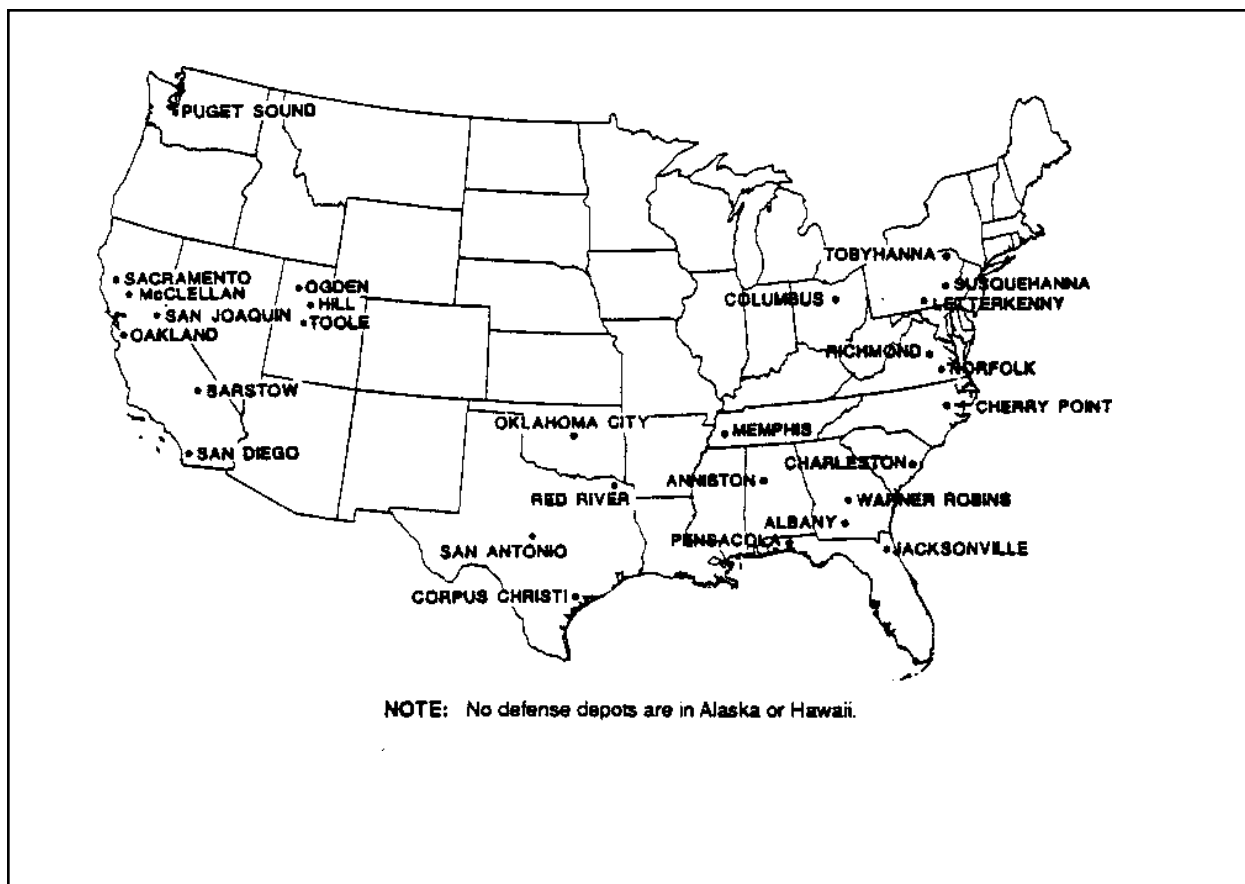 PUGET SOUND
TOBYHANNA
SACRAMENTO
OGDEN
SUSQUEHANNA
McCLELLAN
HILL
COLUMBUS
LETTERKENNY
SAN JOAQUIN
TOOLE
OAKLAND
RICHMOND
NORFOLK
BARSTOW
CHERRY POINT
OKLAHOMA CITY
MEMPHIS
SAN DIEGO
CHARLESTON
ANNISTON
RED RIVER
WARNER ROBINS
ALBANY
PENSACOLA
SAN ANTONIO
JACKSONVILLE
CORPUS CHRISTI
NOTE: No defense depots are in Alaska or Hawaii.